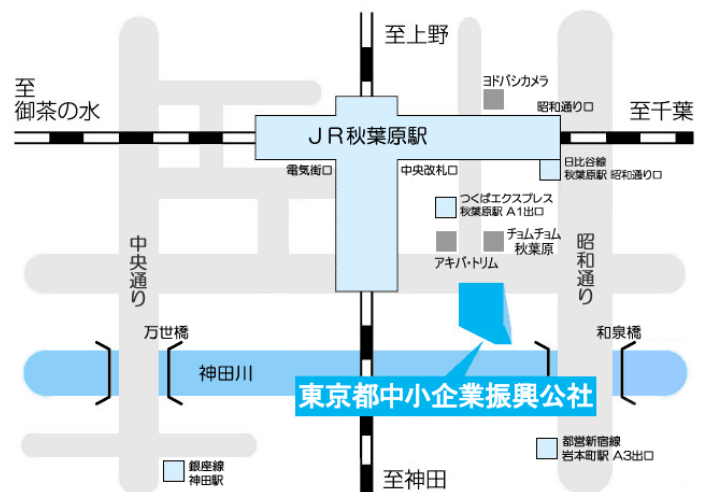 至上野
至
御茶の水
ヨドバシカメラ
昭和通り口
至千葉
JR秋葉原駅
電気街口
中央改札口
日比谷線
秋葉原駅 昭和通り口
つくばエクスプレス
秋葉原駅 A1出口
チョムチョム
秋葉原
アキバ・トリム
中央通り
昭和通り
万世橋
和泉橋
神田川
東京都中小企業振興公社
銀座線
神田駅
都営新宿線
岩本町駅 A3出口
至神田